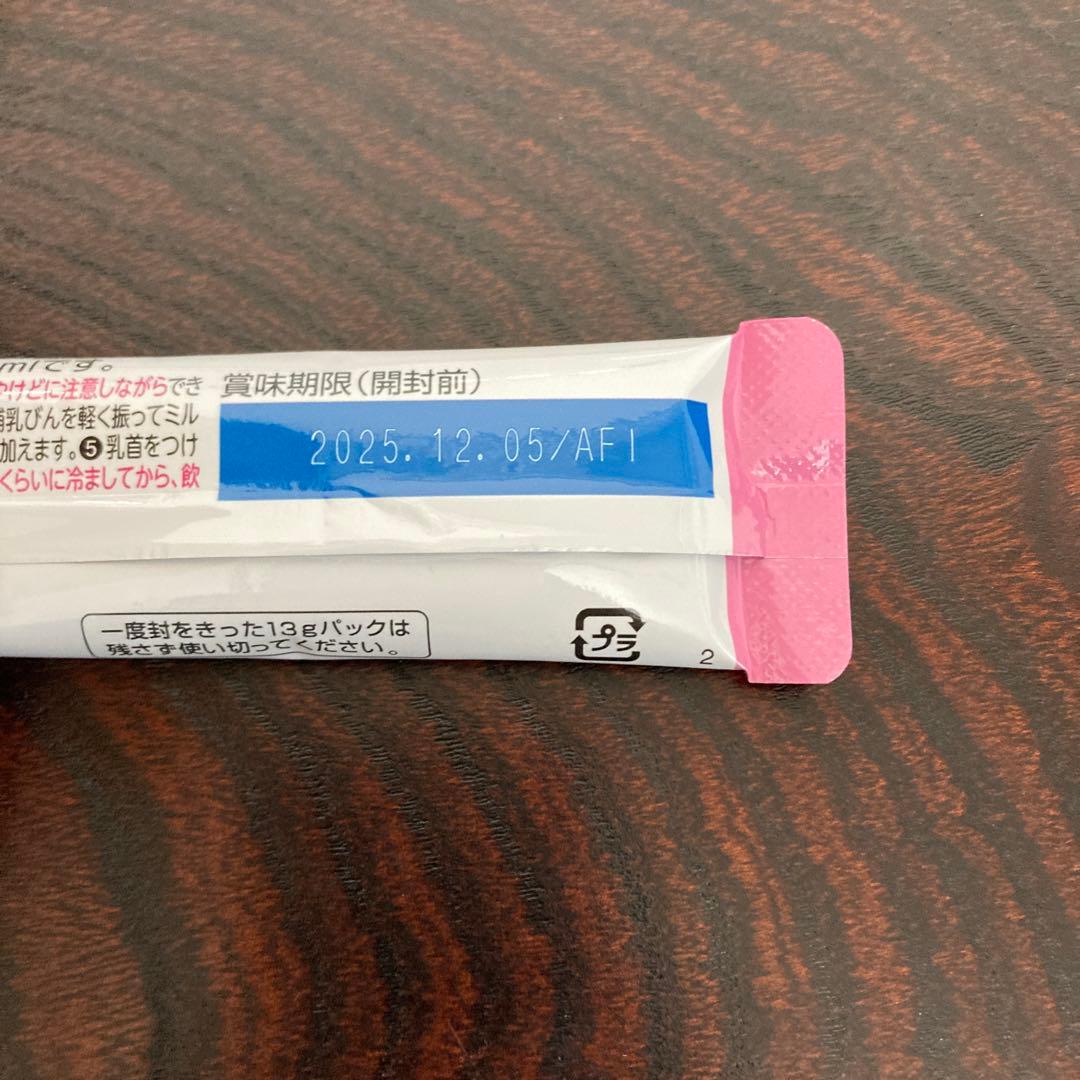 mlです。
やけどに注意しながらでき
哺乳びんを軽く振ってミル
加えます。❺乳首をつけ
くらいに冷ましてから、飲
賞味期限(開封前)
2025.12.05/AFI
一度封をきった13gパックは
残さず使い切ってください。
プラ
2